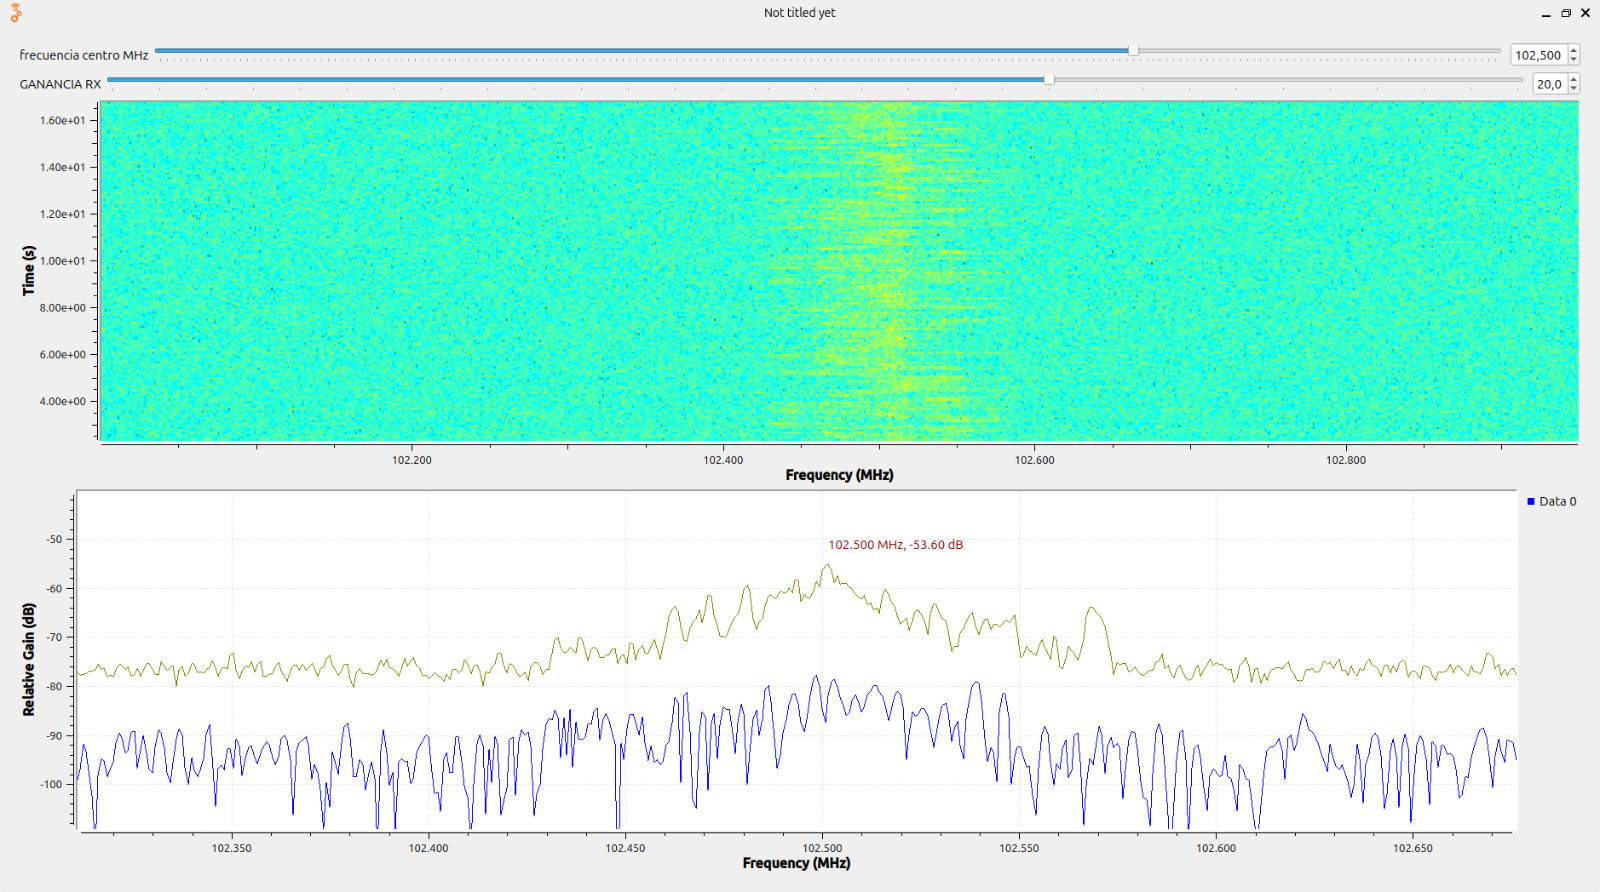 Not titled yet
frecuencia centro MHz 102,500
GANANCIA RX 20,0
1.60e+01
1.40e+01
1.20e+01
1.00e+01
8.00e+00
6.00e+00
4.00e+00
Time (s)
102.200 102.400 102.600 102.800
Frequency (MHz)
Data 0
102.500 MHz, -53.60 dB
-50
-60
-70
-80
-90
-100
Relative Gain (dB)
102.350 102.400 102.450 102.500 102.550 102.600 102.650
Frequency (MHz)